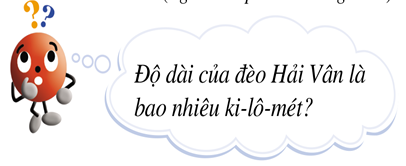 ??
Độ dài của đèo Hải Vân là
bao nhiêu ki-lô-mét?